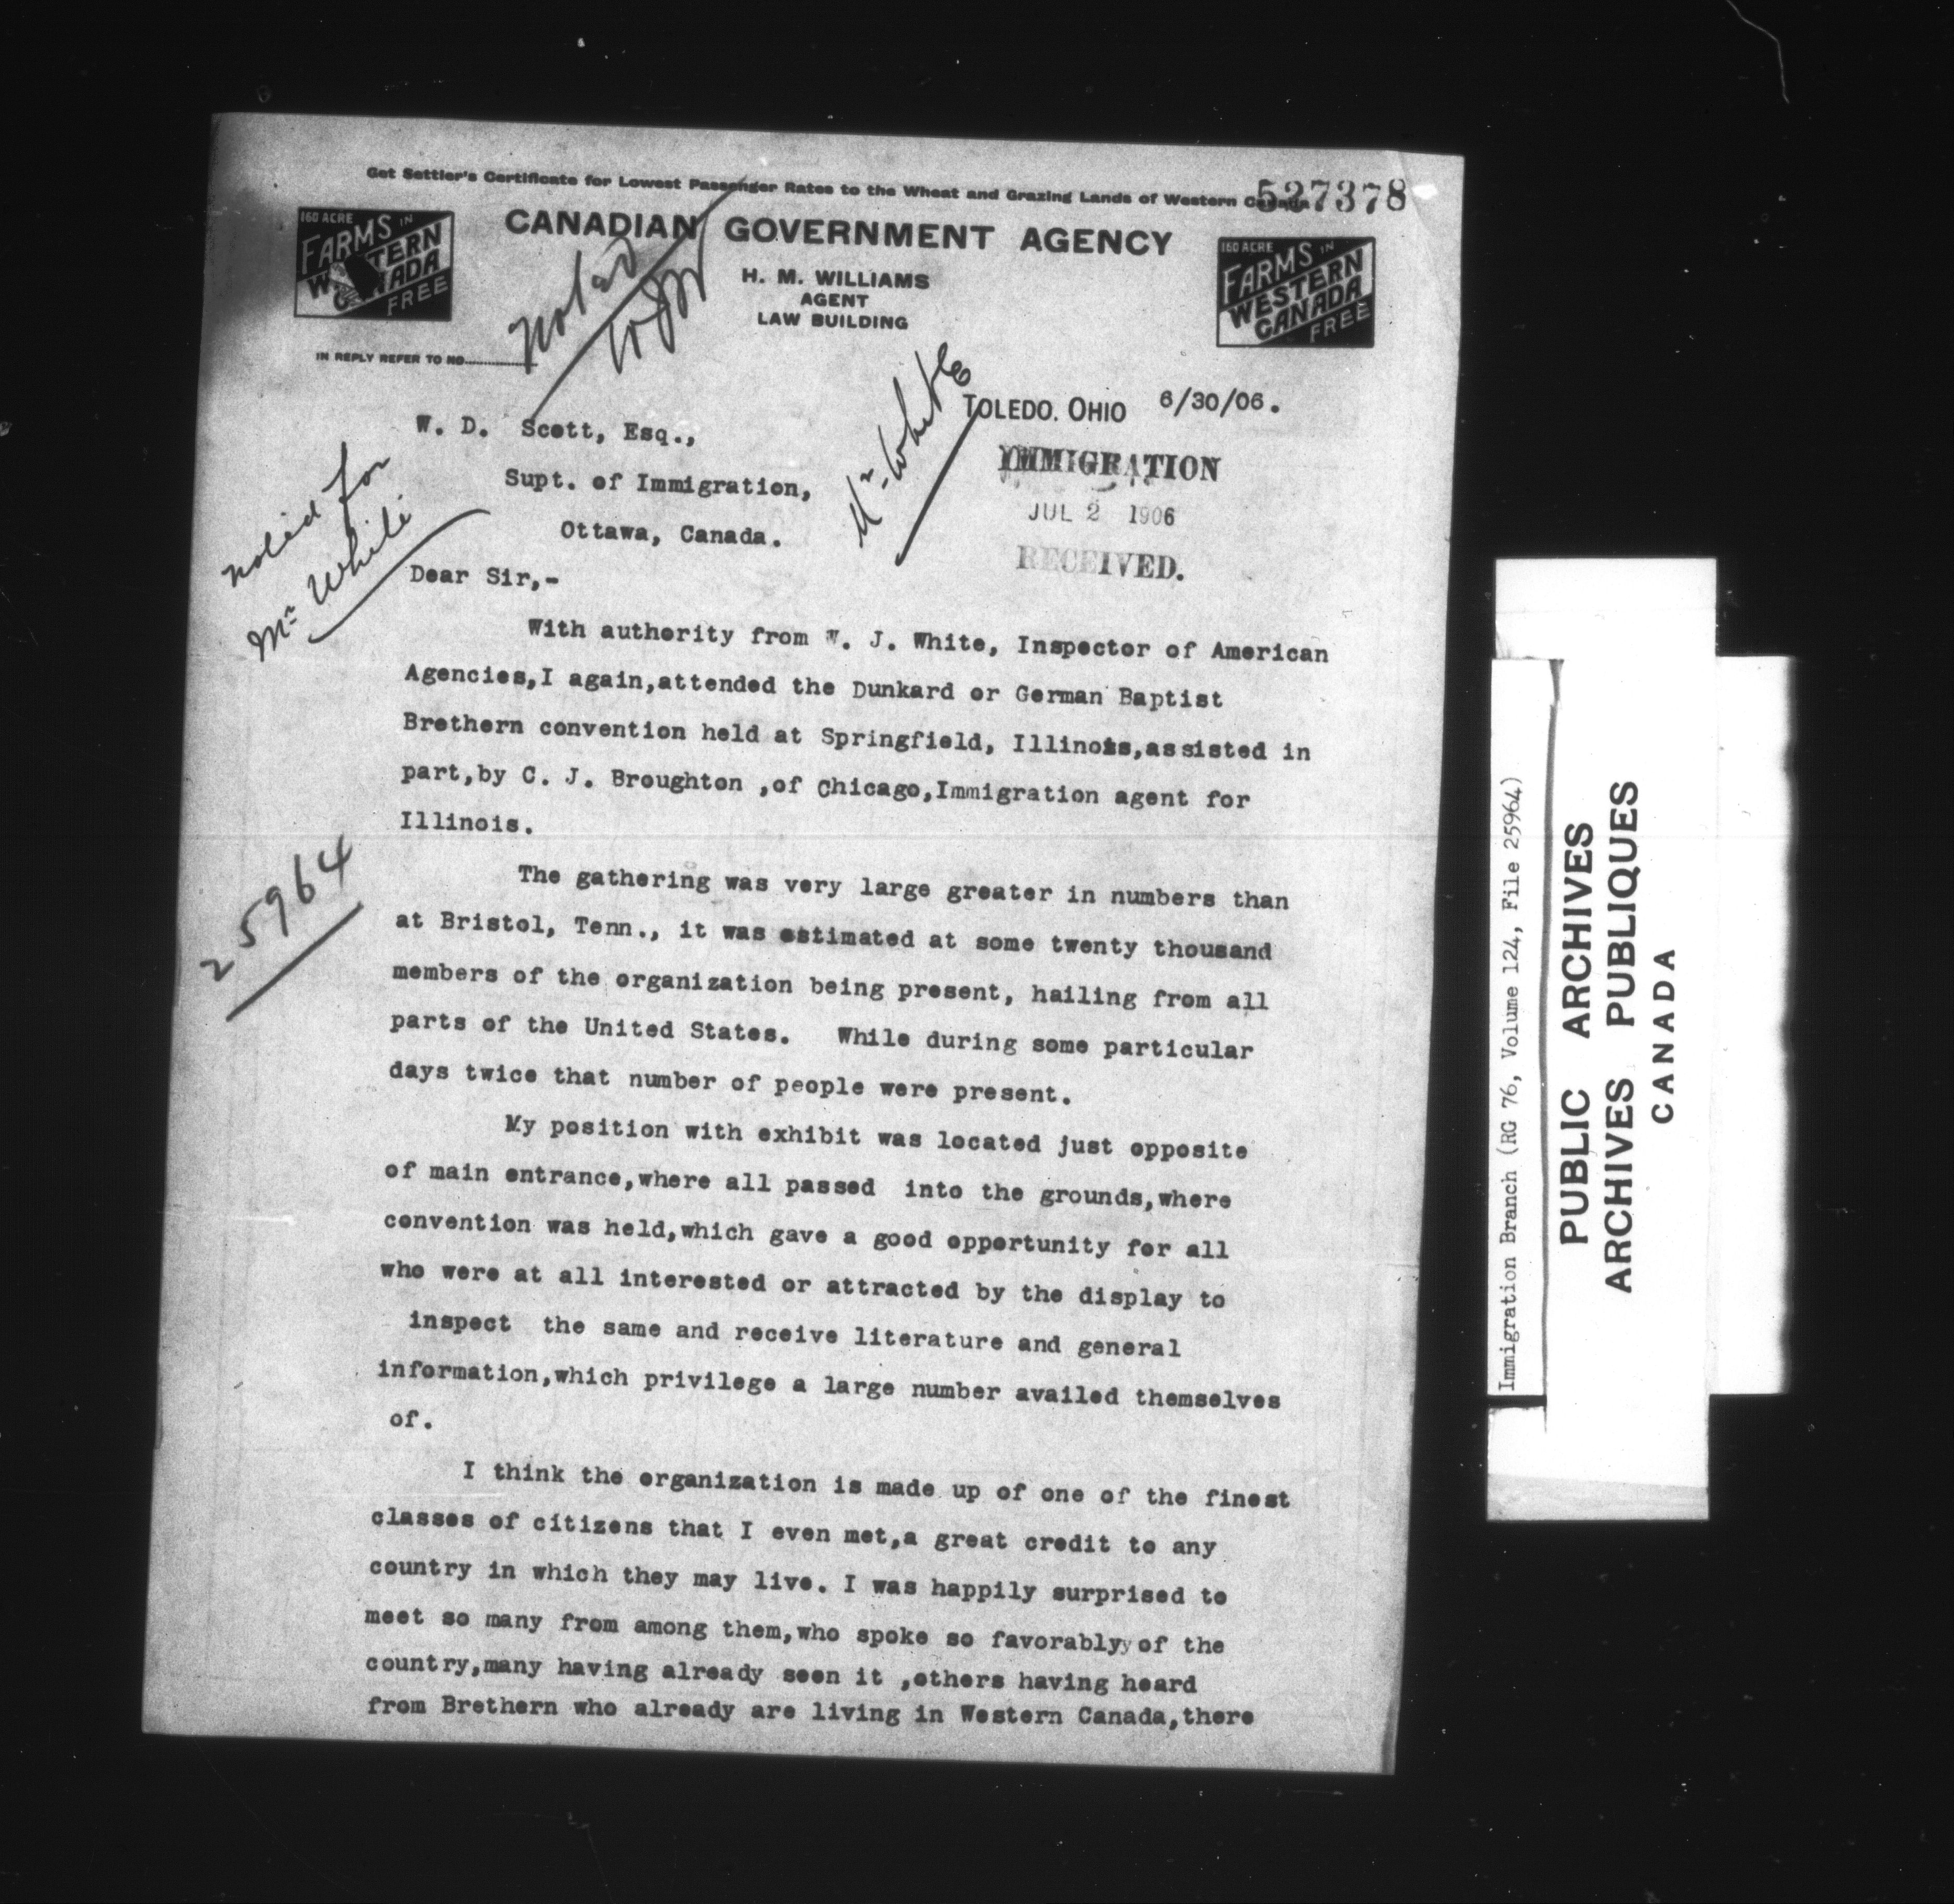 Get Settler's Certificate for Lowest Passenger Rates to the Wheat and Grazing Lands of Western Canada
537378
160 ACRE
FARMS IN
WESTERN
CANADA
FREE
CANADIAN GOVERNMENT AGENCY
H. M. WILLIAMS
AGENT
LAW BUILDING
160 ACRE
FARMS IN
WESTERN
CANADA
FREE
Noted
IN REPLY REFER TO NO.
Mr. White
TOLEDO. OHIO 6/30/06.
W. D. Scott, Esq.,
Supt. of Immigration,
Ottawa, Canada.
IMMIGRATION
JUL 2 1906
RECEIVED.
noted for
Mr White
Dear Sir,-
With authority from W. J. White, Inspector of American
Agencies,I again,attended the Dunkard or German Baptist
Brethern convention held at Springfield, Illinois,assisted in
part,by C. J. Broughton ,of Chicago,Immigration agent for
Illinois.
25964
The gathering was very large greater in numbers than
at Bristol, Tenn., it was estimated at some twenty thousand
members of the organization being present, hailing from all
parts of the United States. While during some particular
days twice that number of people were present.
My position with exhibit was located just opposite
of main entrance,where all passed into the grounds,where
convention was held,which gave a good opportunity for all
who were at all interested or attracted by the display to
inspect the same and receive literature and general
information,which privilege a large number availed themselves
of.
I think the organization is made up of one of the finest
classes of citizens that I even met,a great credit to any
country in which they may live. I was happily surprised to
meet so many from among them,who spoke so favorablyy of the
country,many having already seen it ,others having heard
from Brethern who already are living in Western Canada,there
Immigration Branch (RG 76, Volume 124, File 25964)
PUBLIC ARCHIVES
ARCHIVES PUBLIQUES
CANADA